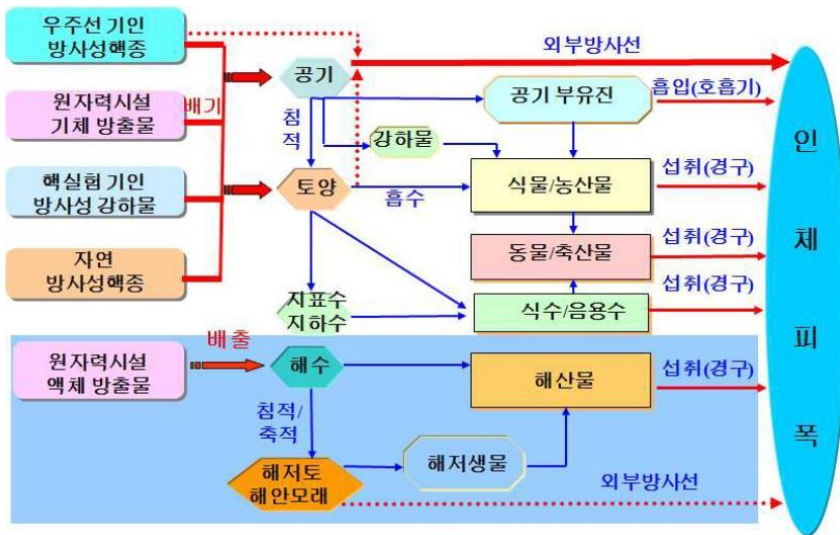 우주선 기인
방사성핵종
원자력시설
기체 방출물
핵실험 기인
방사성 강하물
자연
방사성핵종
배기
공기
침
적
강하물
토양
흡수
지표수
지하수
외부방사선
공기 부유진
흡입(호흡기)
식물/농산물
섭취(경구)
동물/축산물
섭취(경구)
식수/음용수
섭취(경구)
원자력시설
액체 방출물
배출
해수
침적/
축적
해저토
해안모래
해저생물
해산물
섭취(경구)
외부방사선
인
체
피
폭